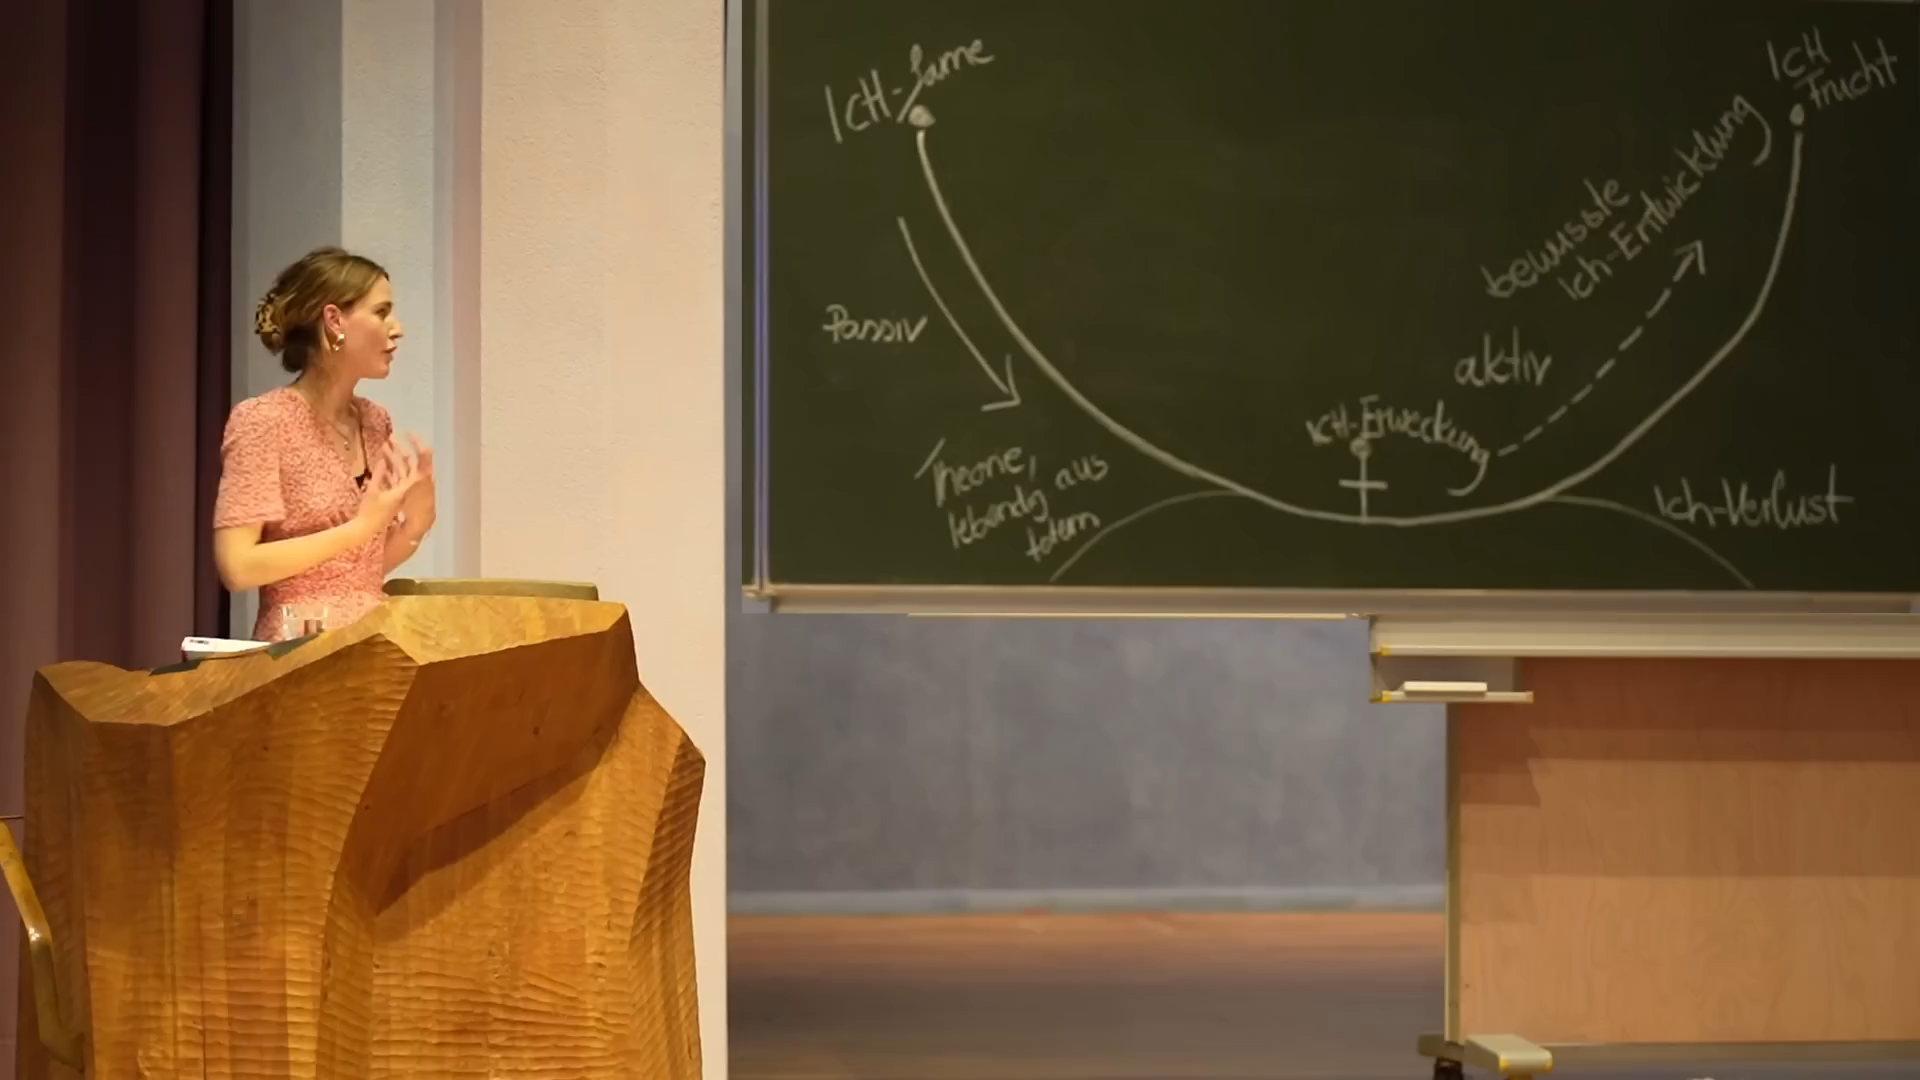 ICH-Same
ICH
Frucht
bewusste
Ich-Entwicklung
Passiv
aktiv
ICH-Erweckung
Theorie,
lebendig aus
totem
Ich-Verlust